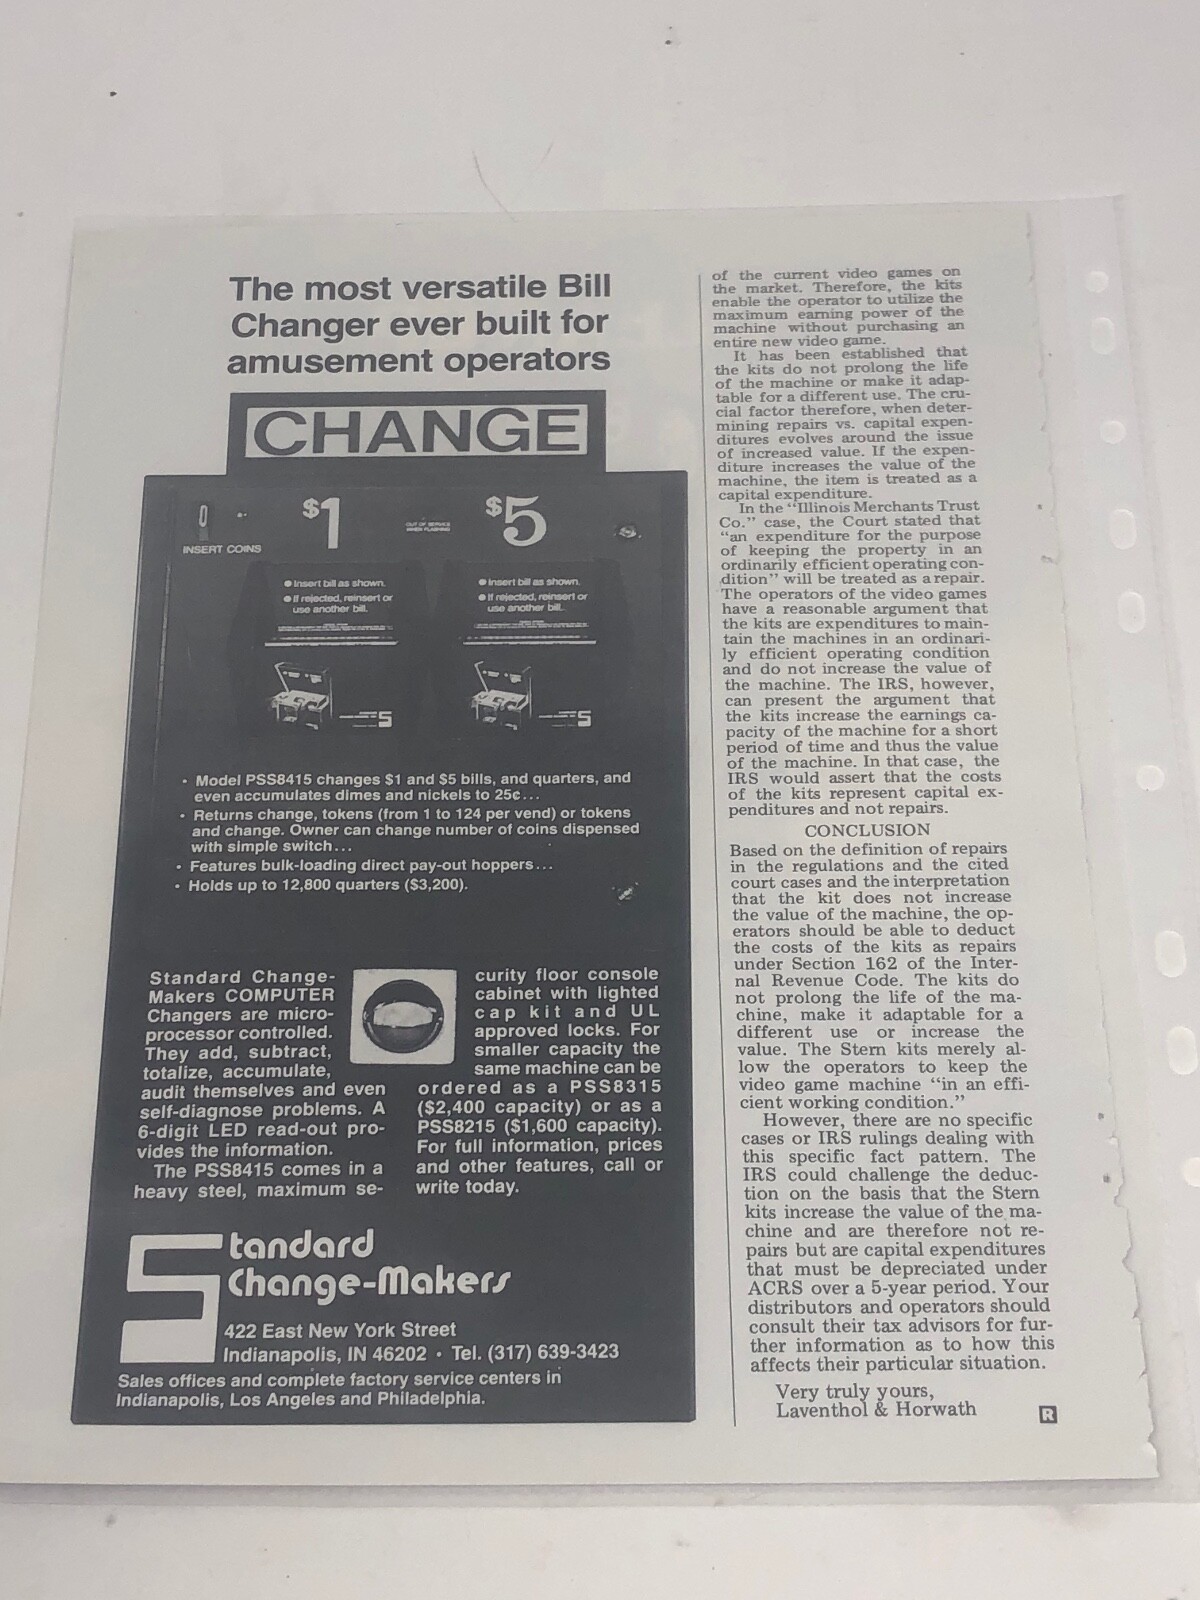 The most versatile Bill
Changer ever built for
amusement operators
CHANGE
$1
$5
OUT OF SERVICE
WHEN FLASHING
INSERT COINS
● Insert bill as shown.
● If rejected, reinsert or
use another bill.
● Insert bill as shown.
● If rejected, reinsert or
use another bill.
• Model PSS8415 changes $1 and $5 bills, and quarters, and
even accumulates dimes and nickels to 25¢...
• Returns change, tokens (from 1 to 124 per vend) or tokens
and change. Owner can change number of coins dispensed
with simple switch...
• Features bulk-loading direct pay-out hoppers...
• Holds up to 12,800 quarters ($3,200).
Standard Change-
Makers COMPUTER
Changers are micro-
processor controlled.
They add, subtract,
totalize, accumulate,
audit themselves and even
self-diagnose problems. A
6-digit LED read-out pro-
vides the information.
The PSS8415 comes in a
heavy steel, maximum se-
curity floor console
cabinet with lighted
cap kit and UL
approved locks. For
smaller capacity the
same machine can be
ordered as a PSS8315
($2,400 capacity) or as a
PSS8215 ($1,600 capacity).
For full information, prices
and other features, call or
write today.
Standard
Change-Makers
422 East New York Street
Indianapolis, IN 46202 • Tel. (317) 639-3423
Sales offices and complete factory service centers in
Indianapolis, Los Angeles and Philadelphia.
of the current video games on
the market. Therefore, the kits
enable the operator to utilize the
maximum earning power of the
machine without purchasing an
entire new video game.
It has been established that
the kits do not prolong the life
of the machine or make it adap-
table for a different use. The cru-
cial factor therefore, when deter-
mining repairs vs. capital expen-
ditures evolves around the issue
of increased value. If the expen-
diture increases the value of the
machine, the item is treated as a
capital expenditure.
In the "Illinois Merchants Trust
Co." case, the Court stated that
"an expenditure for the purpose
of keeping the property in an
ordinarily efficient operating con-
dition" will be treated as a repair.
The operators of the video games
have a reasonable argument that
the kits are expenditures to main-
tain the machines in an ordinari-
ly efficient operating condition
and do not increase the value of
the machine. The IRS, however,
can present the argument that
the kits increase the earnings ca-
pacity of the machine for a short
period of time and thus the value
of the machine. In that case, the
IRS would assert that the costs
of the kits represent capital ex-
penditures and not repairs.
CONCLUSION
Based on the definition of repairs
in the regulations and the cited
court cases and the interpretation
that the kit does not increase
the value of the machine, the op-
erators should be able to deduct
the costs of the kits as repairs
under Section 162 of the Inter-
nal Revenue Code. The kits do
not prolong the life of the ma-
chine, make it adaptable for a
different use or increase the
value. The Stern kits merely al-
low the operators to keep the
video game machine "in an effi-
cient working condition."
However, there are no specific
cases or IRS rulings dealing with
this specific fact pattern. The
IRS could challenge the deduc-
tion on the basis that the Stern
kits increase the value of the ma-
chine and are therefore not re-
pairs but are capital expenditures
that must be depreciated under
ACRS over a 5-year period. Your
distributors and operators should
consult their tax advisors for fur-
ther information as to how this
affects their particular situation.
Very truly yours,
Laventhol & Horwath
R